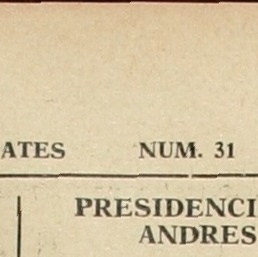 ATES NUM. 31
PRESIDENCI
ANDRES